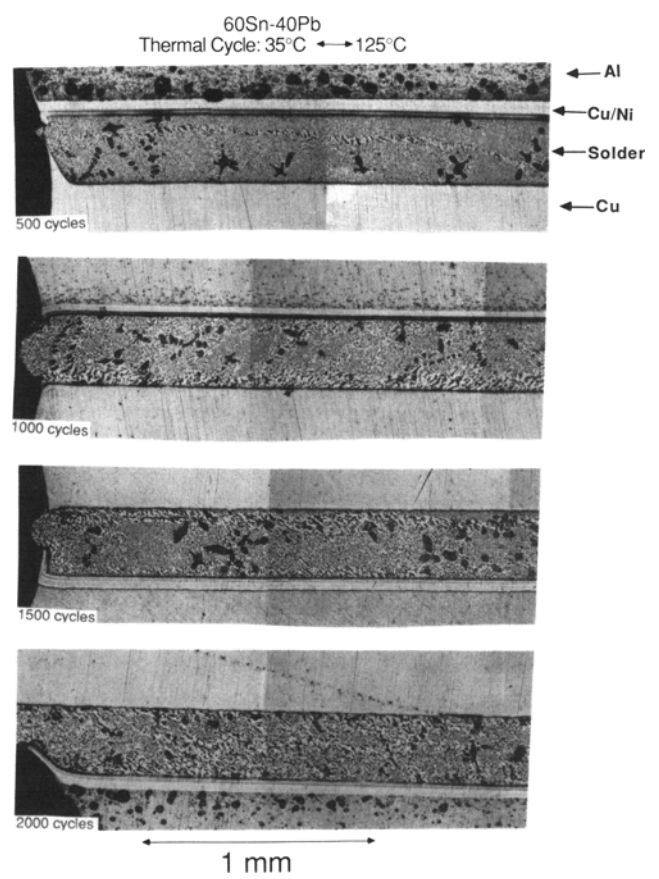 60Sn-40Pb
Thermal Cycle: 35°C ←→ 125°C
Al
Cu/Ni
Solder
Cu
500 cycles
1000 cycles
1500 cycles
2000 cycles
1 mm